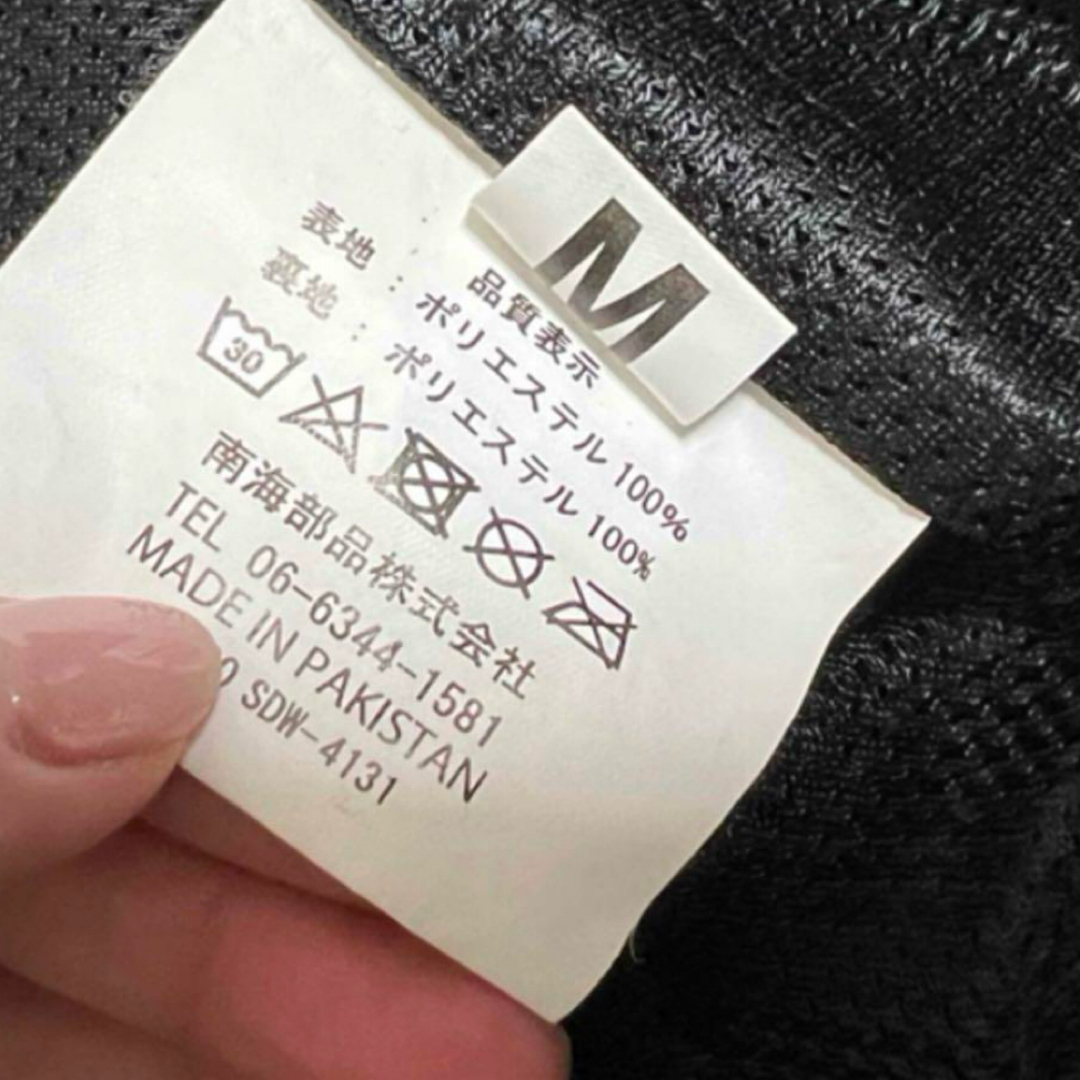 M
品質表示
表地 : ポリエステル 100%
裏地 : ポリエステル 100%
30
南海部品株式会社
TEL 06-6344-1581
MADE IN PAKISTAN
SDW-4131